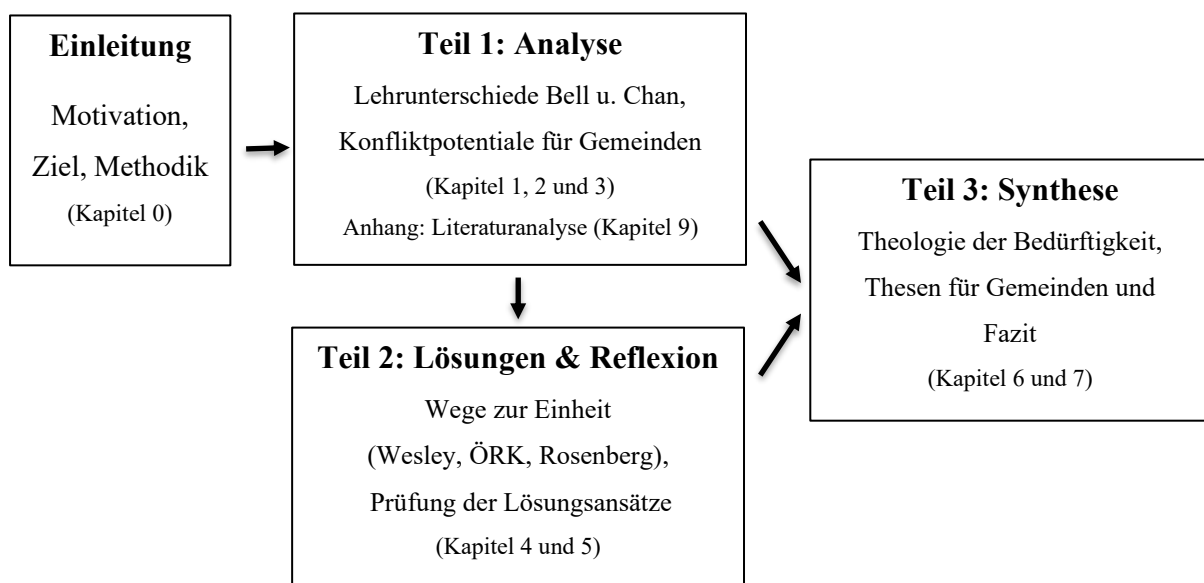 Einleitung
Motivation,
Ziel, Methodik
(Kapitel 0)
Teil 1: Analyse
Lehrunterschiede Bell u. Chan,
Konfliktpotentiale für Gemeinden
(Kapitel 1, 2 und 3)
Anhang: Literaturanalyse (Kapitel 9)
Teil 2: Lösungen & Reflexion
Wege zur Einheit
(Wesley, ÖRK, Rosenberg),
Prüfung der Lösungsansätze
(Kapitel 4 und 5)
Teil 3: Synthese
Theologie der Bedürftigkeit,
Thesen für Gemeinden und
Fazit
(Kapitel 6 und 7)